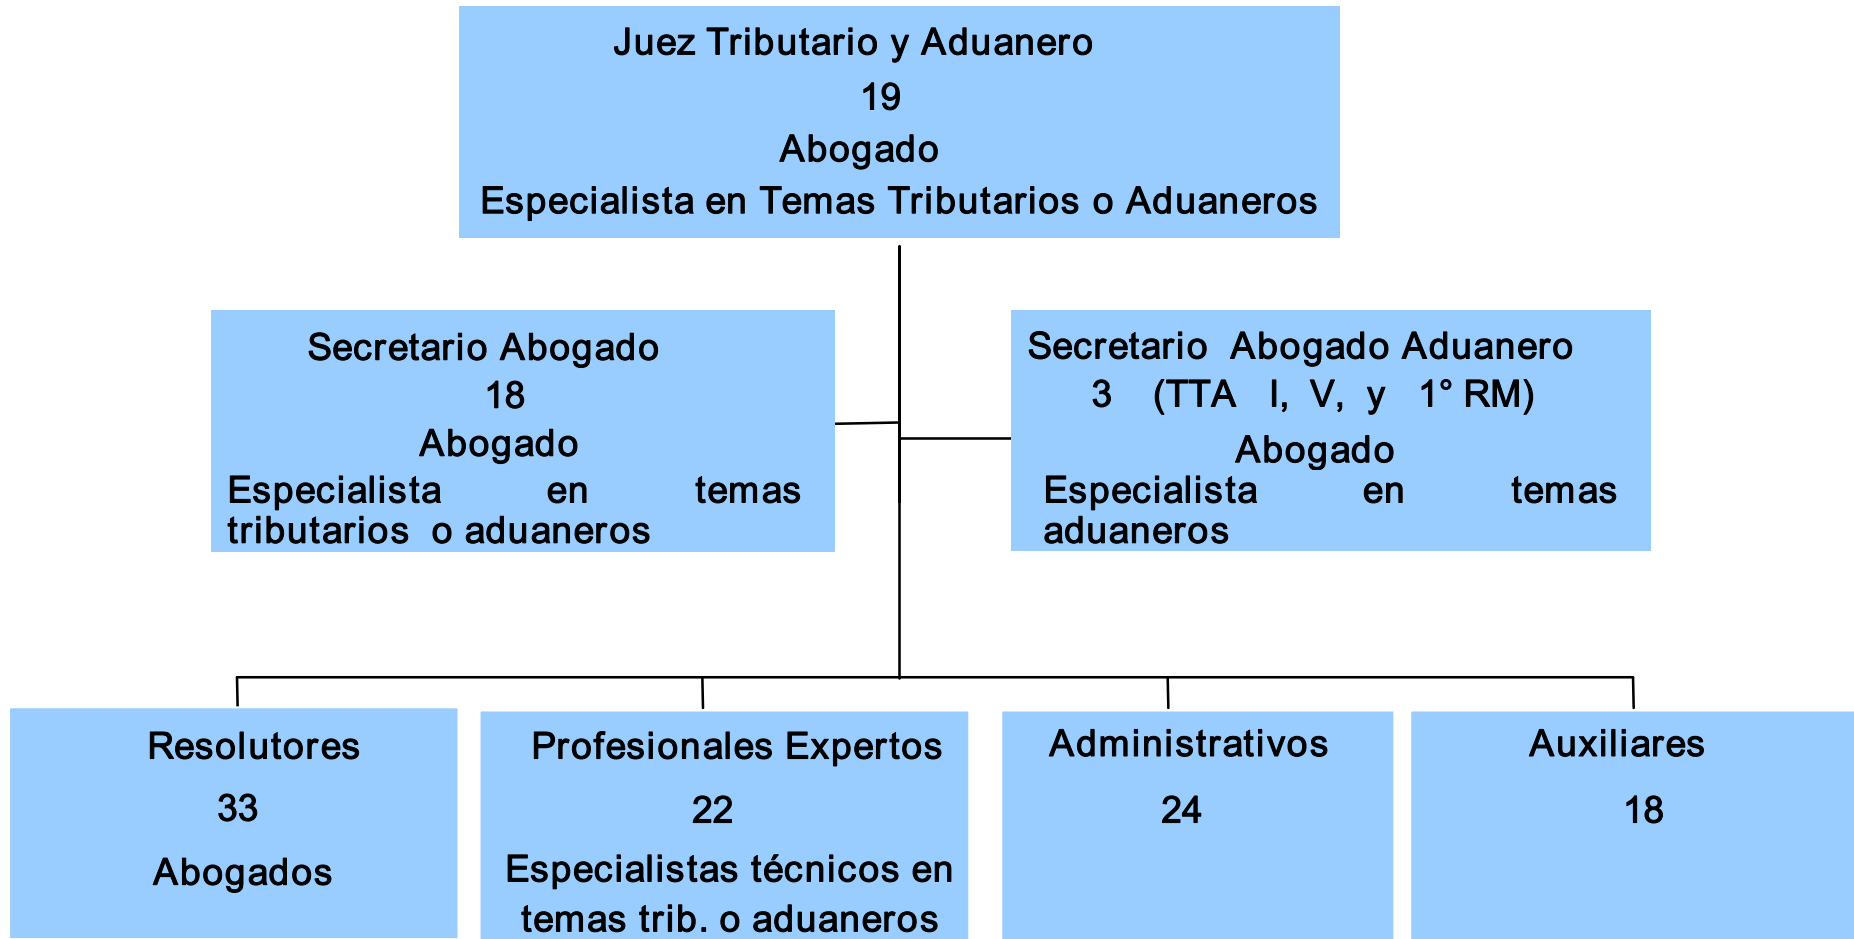 Juez Tributario y Aduanero
19
Abogado
Especialista en Temas Tributarios o Aduaneros
Secretario Abogado
18
Abogado
Especialista en temas
tributarios o aduaneros
Secretario Abogado Aduanero
3 (TTA I, V, y 1° RM)
Abogado
Especialista en temas
aduaneros
Resolutores
33
Abogados
Profesionales Expertos
22
Especialistas técnicos en
temas trib. o aduaneros
Administrativos
24
Auxiliares
18